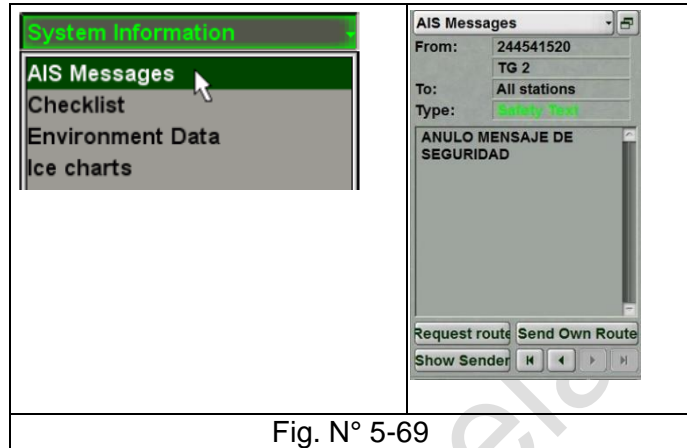 System Information
AIS Messages
Checklist
Environment Data
Ice charts
AIS Messages
From: 244541520
TG 2
To: All stations
Type: Safety Text
ANULO MENSAJE DE
SEGURIDAD
Request route Send Own Route
Show Sender
Fig. N° 5-69